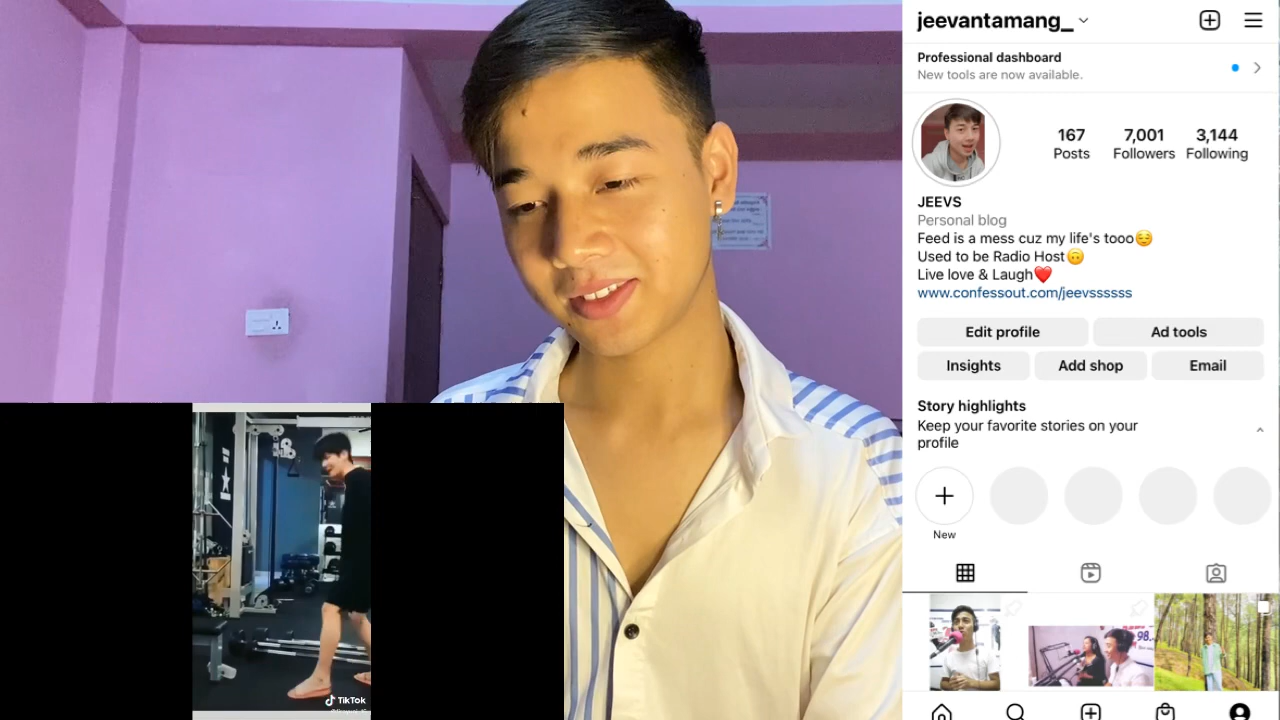 jeevantamang_
Professional dashboard
New tools are now available.
167 7,001 3,144
Posts Followers Following
JEEVS
Personal blog
Feed is a mess cuz my life's tooo😌
Used to be Radio Host🙃
Live love & Laugh❤️
www.confessout.com/jeevssssss
Edit profile Ad tools
Insights Add shop Email
Story highlights
Keep your favorite stories on your
profile
New
98.
TikTok